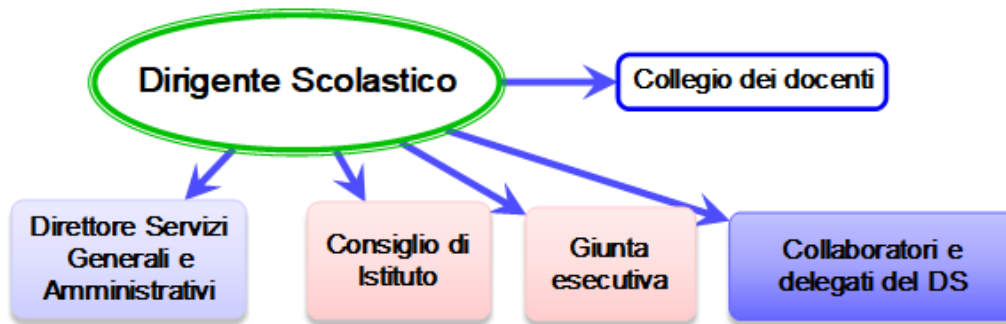 Dirigente Scolastico
Collegio dei docenti
Direttore Servizi
Generali e
Amministrativi
Consiglio di
Istituto
Giunta
esecutiva
Collaboratori e
delegati del DS